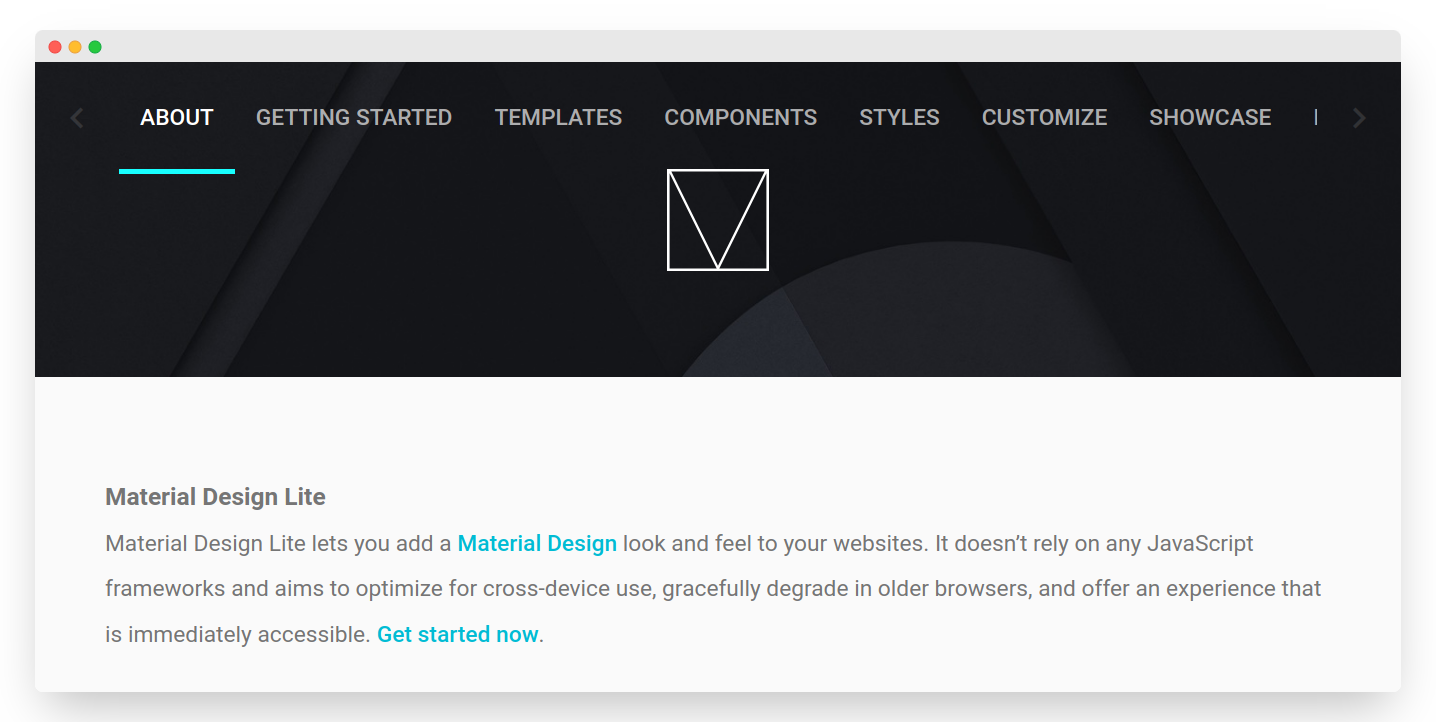 ABOUT GETTING STARTED TEMPLATES COMPONENTS STYLES CUSTOMIZE SHOWCASE
Material Design Lite
Material Design Lite lets you add a Material Design look and feel to your websites. It doesn’t rely on any JavaScript
frameworks and aims to optimize for cross-device use, gracefully degrade in older browsers, and offer an experience that
is immediately accessible. Get started now.